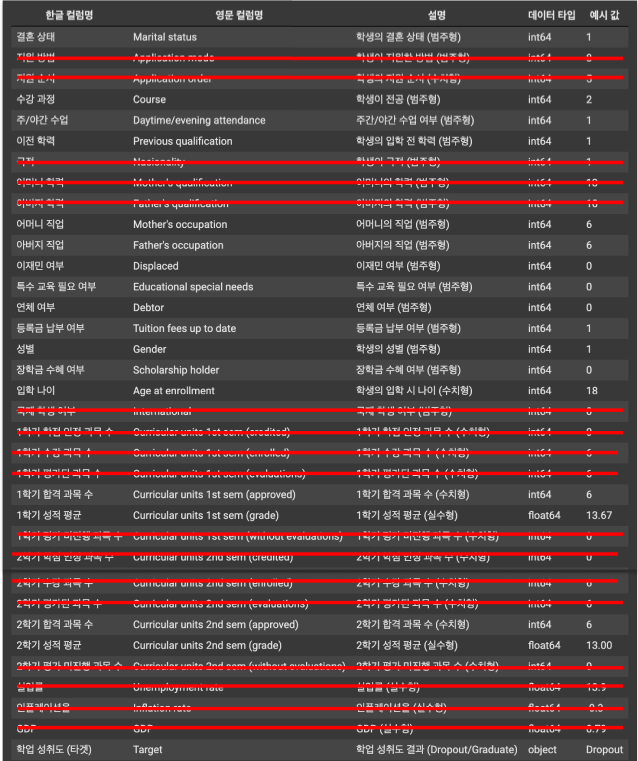 한글 컬럼명 영문 컬럼명 설명 데이터 타입 예시 값
결혼 상태 Marital status 학생의 결혼 상태 (범주형) int64 1
지원 방법 Application mode 학생이 지원한 방법 (범주형) int64
지원 순서 Application order 학생의 지원 순서 (수치형) int64
수강 과정 Course 학생이 전공 (범주형) int64 2
주/야간 수업 Daytime/evening attendance 주간/야간 수업 여부 (범주형) int64 1
이전 학력 Previous qualification 학생의 입학 전 학력 (범주형) int64 1
국적 Nacionality 학생의 국적 (범주형) int64 1
어머니 학력 Mother's qualification 어머니의 학력 (범주형) int64
아버지 학력 Father's qualification 아버지의 학력 (범주형) int64
어머니 직업 Mother's occupation 어머니의 직업 (범주형) int64 6
아버지 직업 Father's occupation 아버지의 직업 (범주형) int64 6
이재민 여부 Displaced 이재민 여부 (범주형) int64 0
특수 교육 필요 여부 Educational special needs 특수 교육 필요 여부 (범주형) int64 0
연체 여부 Debtor 연체 여부 (범주형) int64 0
등록금 납부 여부 Tuition fees up to date 등록금 납부 여부 (범주형) int64 1
성별 Gender 학생의 성별 (범주형) int64 1
장학금 수혜 여부 Scholarship holder 장학금 수혜 여부 (범주형) int64 0
입학 나이 Age at enrollment 학생의 입학 시 나이 (수치형) int64 18
국제 학생 여부 International 국제 학생 여부 (범주형) int64
1학기 학점 인정 과목 수 Curricular units 1st sem (credited) 1학기 학점 인정 과목 수 (수치형) int64 0
1학기 수강 과목 수 Curricular units 1st sem (enrolled) 1학기 수강 과목 수 (수치형) int64 6
1학기 평가된 과목 수 Curricular units 1st sem (evaluations) 1학기 평가된 과목 수 (수치형) int64 6
1학기 합격 과목 수 Curricular units 1st sem (approved) 1학기 합격 과목 수 (수치형) int64 6
1학기 성적 평균 Curricular units 1st sem (grade) 1학기 성적 평균 (실수형) float64 13.67
1학기 평가 미진행 과목 수 Curricular units 1st sem (without evaluations) 1학기 평가 미진행 과목 수 (수치형) int64 0
2학기 학점 인정 과목 수 Curricular units 2nd sem (credited) 2학기 학점 인정 과목 수 (수치형) int64 0
2학기 수강 과목 수 Curricular units 2nd sem (enrolled) 2학기 수강 과목 수 (수치형) int64 6
2학기 평가된 과목 수 Curricular units 2nd sem (evaluations) 2학기 평가된 과목 수 (수치형) int64
2학기 합격 과목 수 Curricular units 2nd sem (approved) 2학기 합격 과목 수 (수치형) int64 6
2학기 성적 평균 Curricular units 2nd sem (grade) 2학기 성적 평균 (실수형) float64 13.00
2학기 평가 미진행 과목 수 Curricular units 2nd sem (without evaluations) 2학기 평가 미진행 과목 수 (수치형) int64 0
실업률 Unemployment rate 실업률 (실수형) float64 13.9
인플레이션율 Inflation rate 인플레이션율 (실수형) float64 -0.3
GDP GDP GDP (실수형) float64 0.79
학업 성취도 (타겟) Target 학업 성취도 결과 (Dropout/Graduate) object Dropout